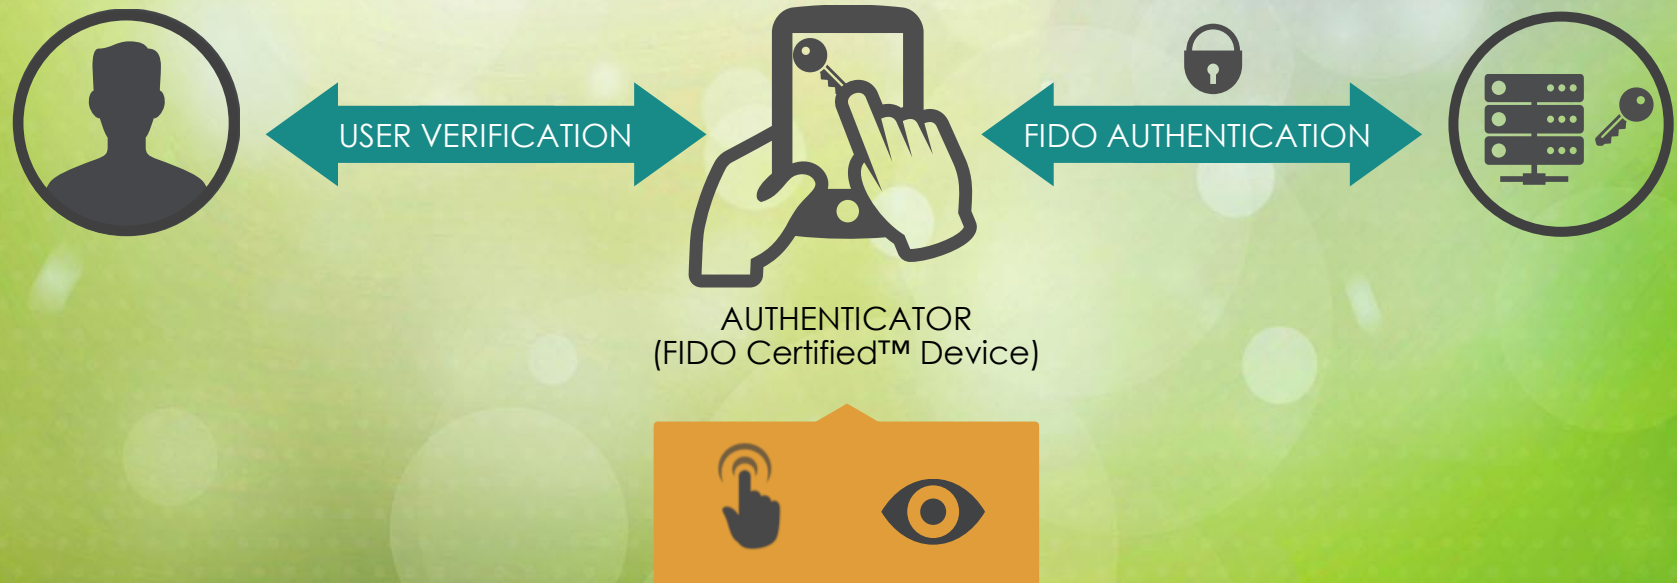 USER VERIFICATION
FIDO AUTHENTICATION
AUTHENTICATOR
(FIDO Certified™ Device)